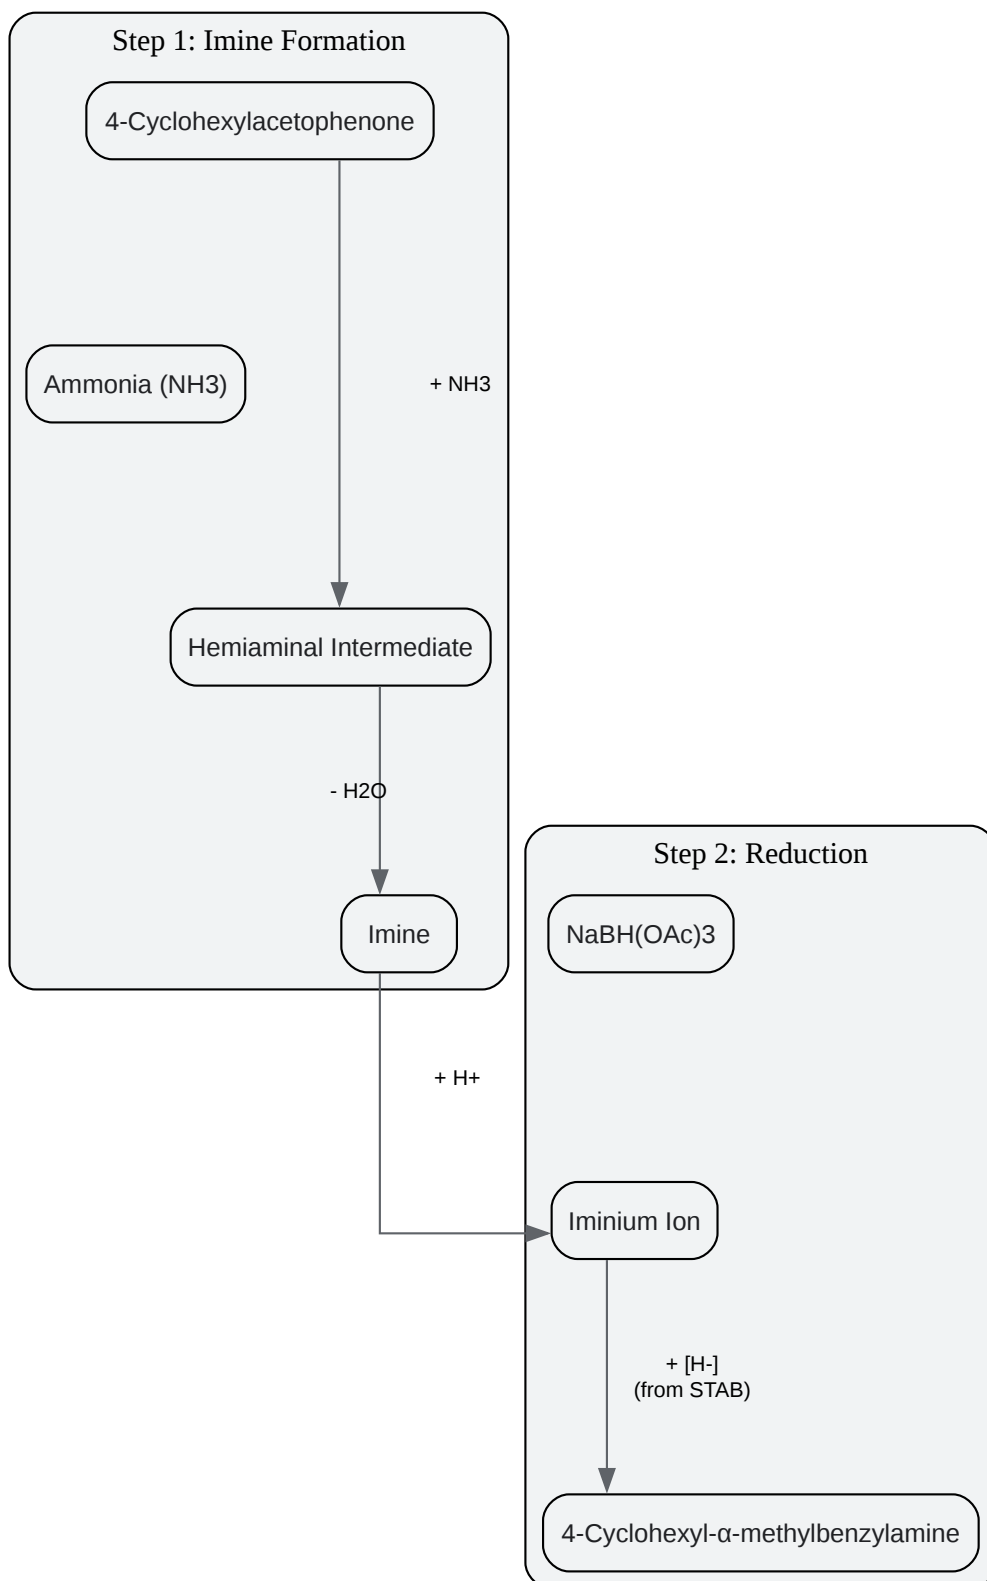 Step 1: Imine Formation
4-Cyclohexylacetophenone
Ammonia (NH3)
+ NH3
Hemiaminal Intermediate
- H2O
Imine
Step 2: Reduction
NaBH(OAc)3
+ H+
Iminium Ion
+ [H-]
(from STAB)
4-Cyclohexyl-α-methylbenzylamine